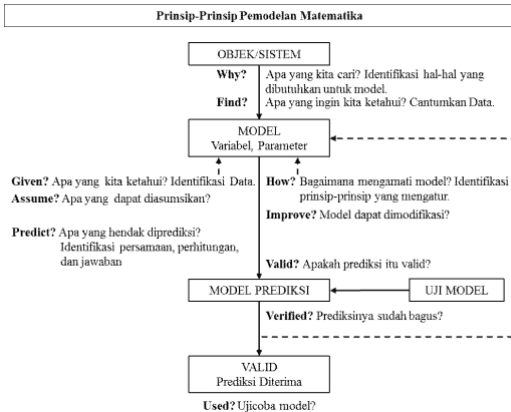 Prinsip-Prinsip Pemodelan Matematika
OBJEK/SISTEM
Why? Apa yang kita cari? Identifikasi hal-hal yang
dibutuhkan untuk model.
Find? Apa yang ingin kita ketahui? Cantumkan Data.
MODEL
Variabel, Parameter
Given? Apa yang kita ketahui? Identifikasi Data.
Assume? Apa yang dapat diasumsikan?
How? Bagaimana mengamati model? Identifikasi
prinsip-prinsip yang mengatur.
Improve? Model dapat dimodifikasi?
Predict? Apa yang hendak diprediksi?
Identifikasi persamaan, perhitungan,
dan jawaban
Valid? Apakah prediksi itu valid?
MODEL PREDIKSI
UJI MODEL
Verified? Prediksinya sudah bagus?
VALID
Prediksi Diterima
Used? Ujicoba model?